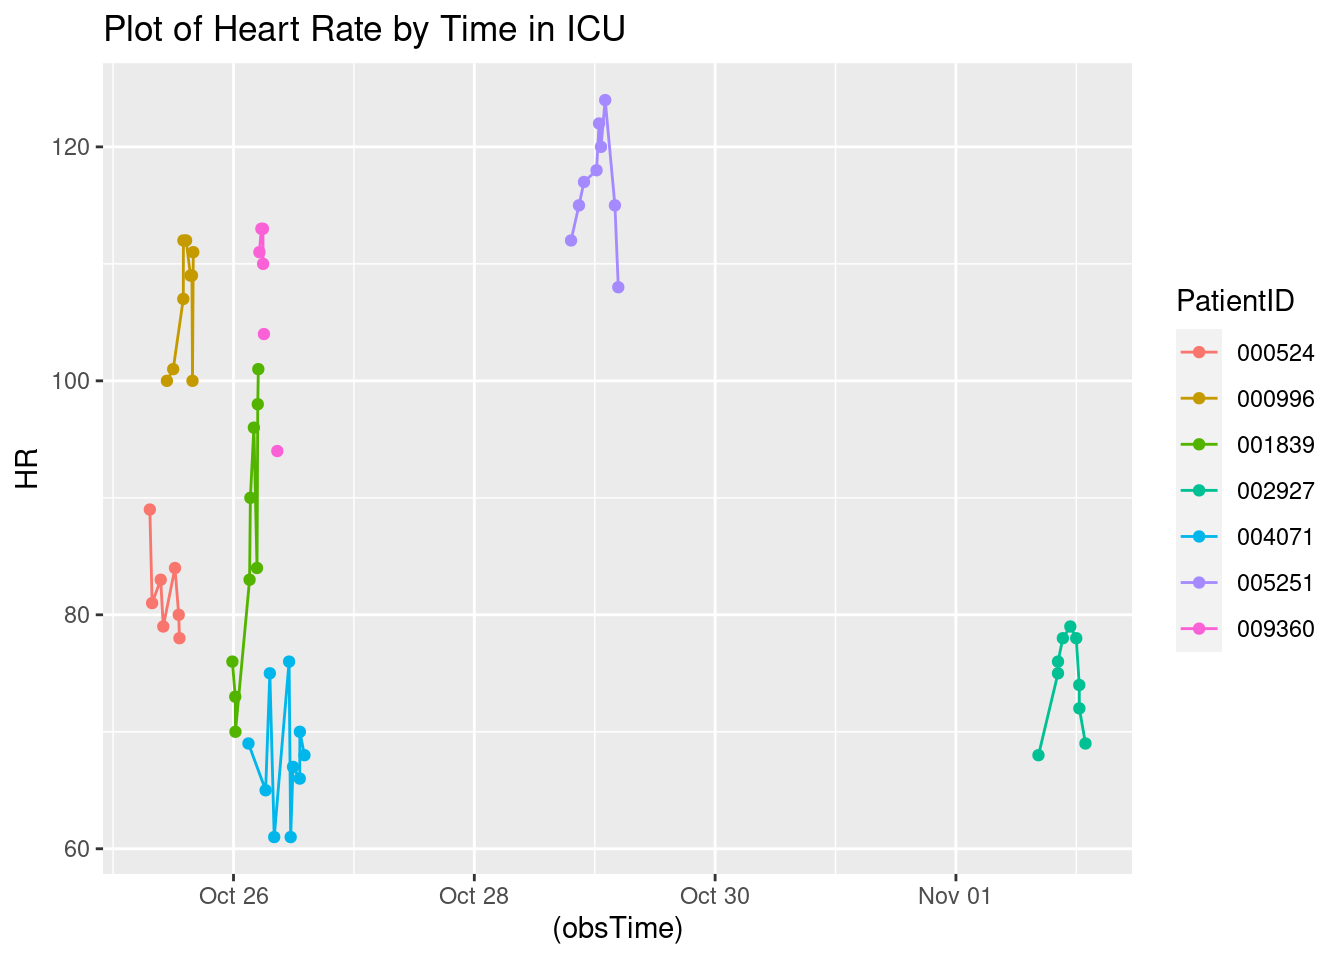 Plot of Heart Rate by Time in ICU
HR
120
100
80
60
Oct 26
Oct 28
Oct 30
Nov 01
(obsTime)
PatientID
000524
000996
001839
002927
004071
005251
009360